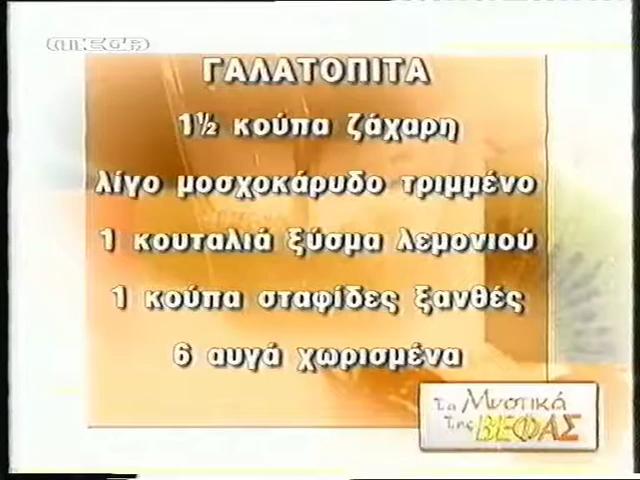 MEGA
ΓΑΛΑΤΟΠΙΤΑ
1½ κούπα ζάχαρη
λίγο μοσχοκάρυδο τριμμένο
1 κουταλιά ξύσμα λεμονιού
1 κούπα σταφίδες ξανθές
6 αυγά χωρισμένα
τα Μυστικά
της ΒΕΦΑΣ